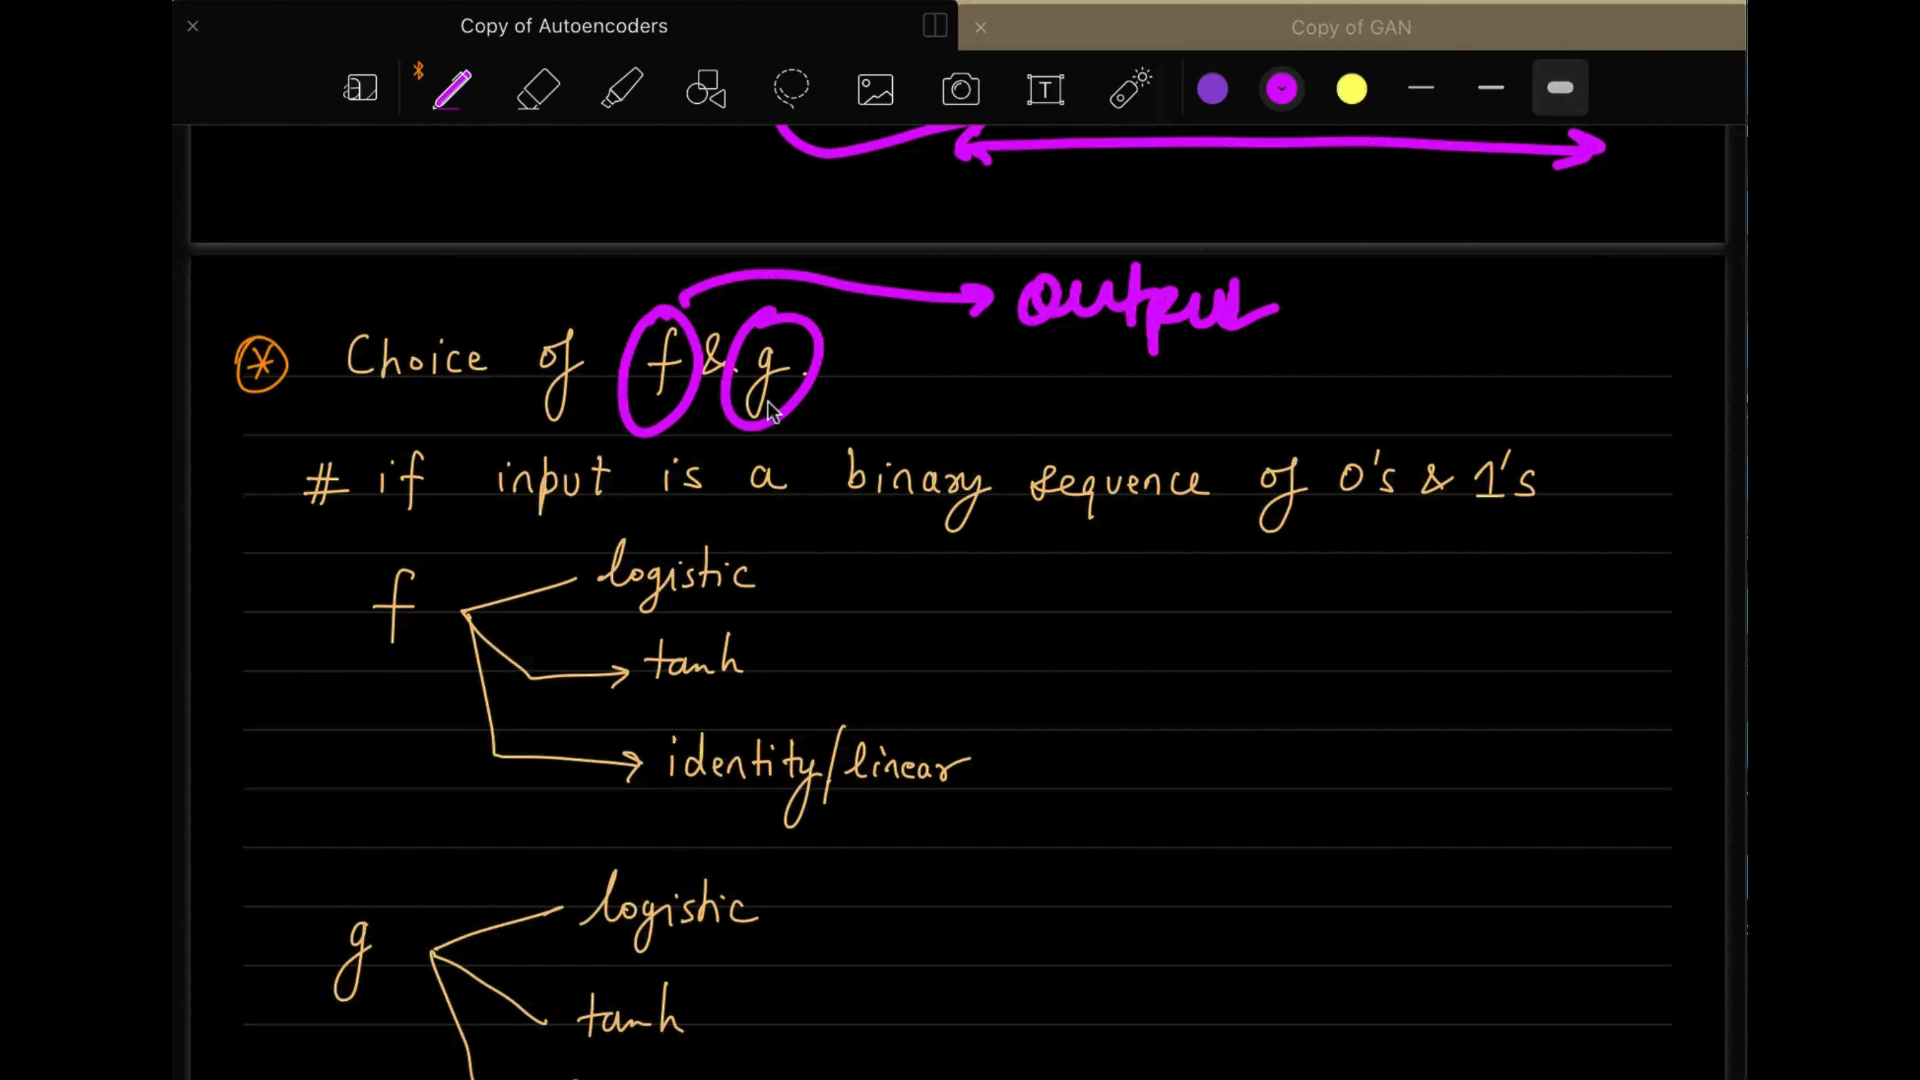 Copy of Autoencoders
Copy of GAN
output
Choice of f & g.
# if input is a binary sequence of 0's & 1's
f
logistic
tanh
identity/linear
g
logistic
tanh